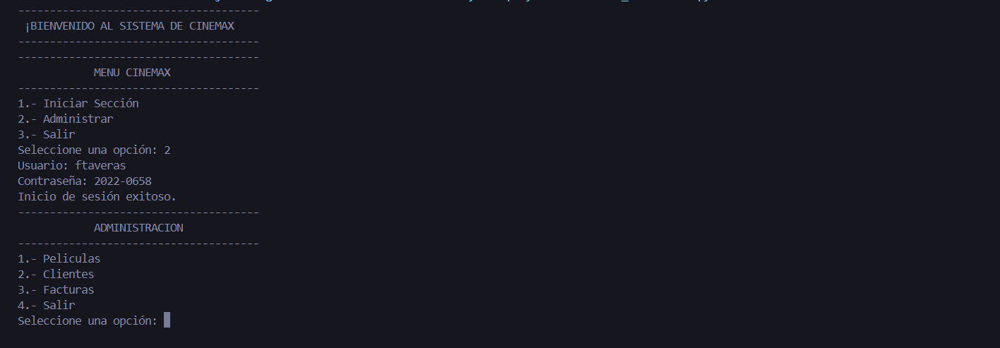 --------------------------------------
¡BIENVENIDO AL SISTEMA DE CINEMAX
--------------------------------------
--------------------------------------
MENU CINEMAX
--------------------------------------
1.- Iniciar Sección
2.- Administrar
3.- Salir
Seleccione una opción: 2
Usuario: ftaveras
Contraseña: 2022-0658
Inicio de sesión exitoso.
--------------------------------------
ADMINISTRACION
--------------------------------------
1.- Peliculas
2.- Clientes
3.- Facturas
4.- Salir
Seleccione una opción: